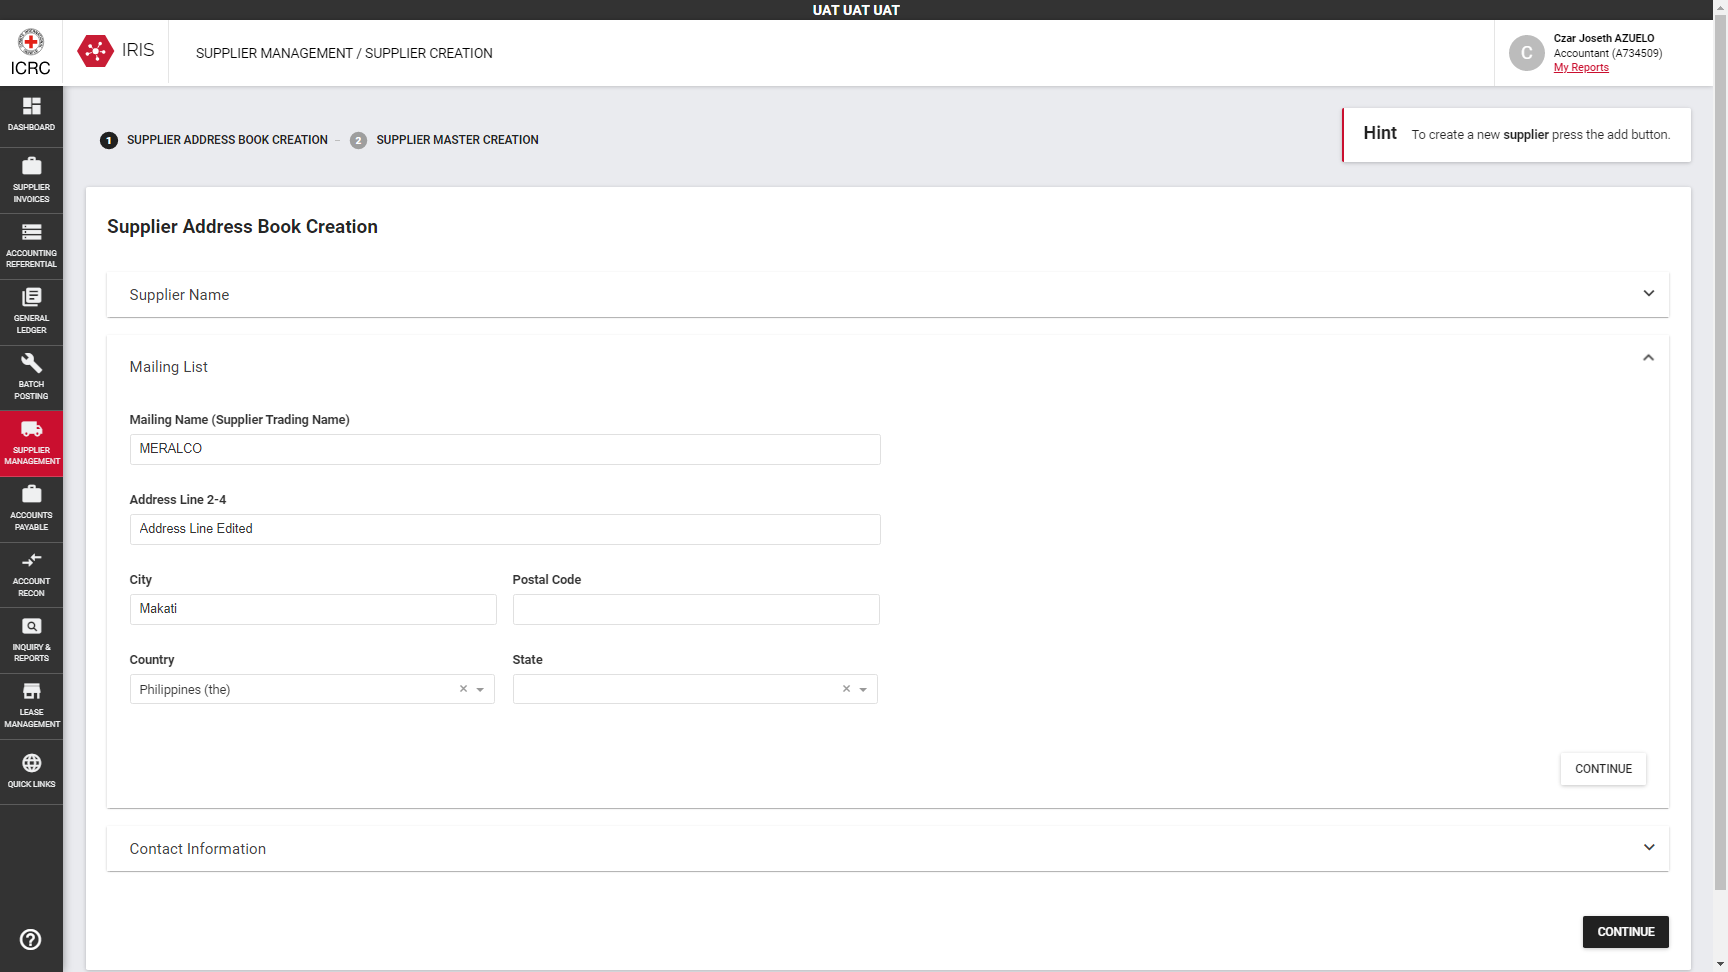 UAT UAT UAT
ICRC
IRIS
SUPPLIER MANAGEMENT / SUPPLIER CREATION
C
Czar Joseth AZUELO
Accountant (A734509)
My Reports
DASHBOARD
SUPPLIER
INVOICES
ACCOUNTING
REFERENTIAL
GENERAL
LEDGER
BATCH
POSTING
SUPPLIER
MANAGEMENT
ACCOUNTS
PAYABLE
ACCOUNT
RECON
INQUIRY &
REPORTS
LEASE
MANAGEMENT
QUICK LINKS
1 SUPPLIER ADDRESS BOOK CREATION – 2 SUPPLIER MASTER CREATION
Hint To create a new supplier press the add button.
Supplier Address Book Creation
Supplier Name
Mailing List
Mailing Name (Supplier Trading Name)
MERALCO
Address Line 2-4
Address Line Edited
City Postal Code
Makati
Country State
Philippines (the) × ×
CONTINUE
Contact Information
CONTINUE